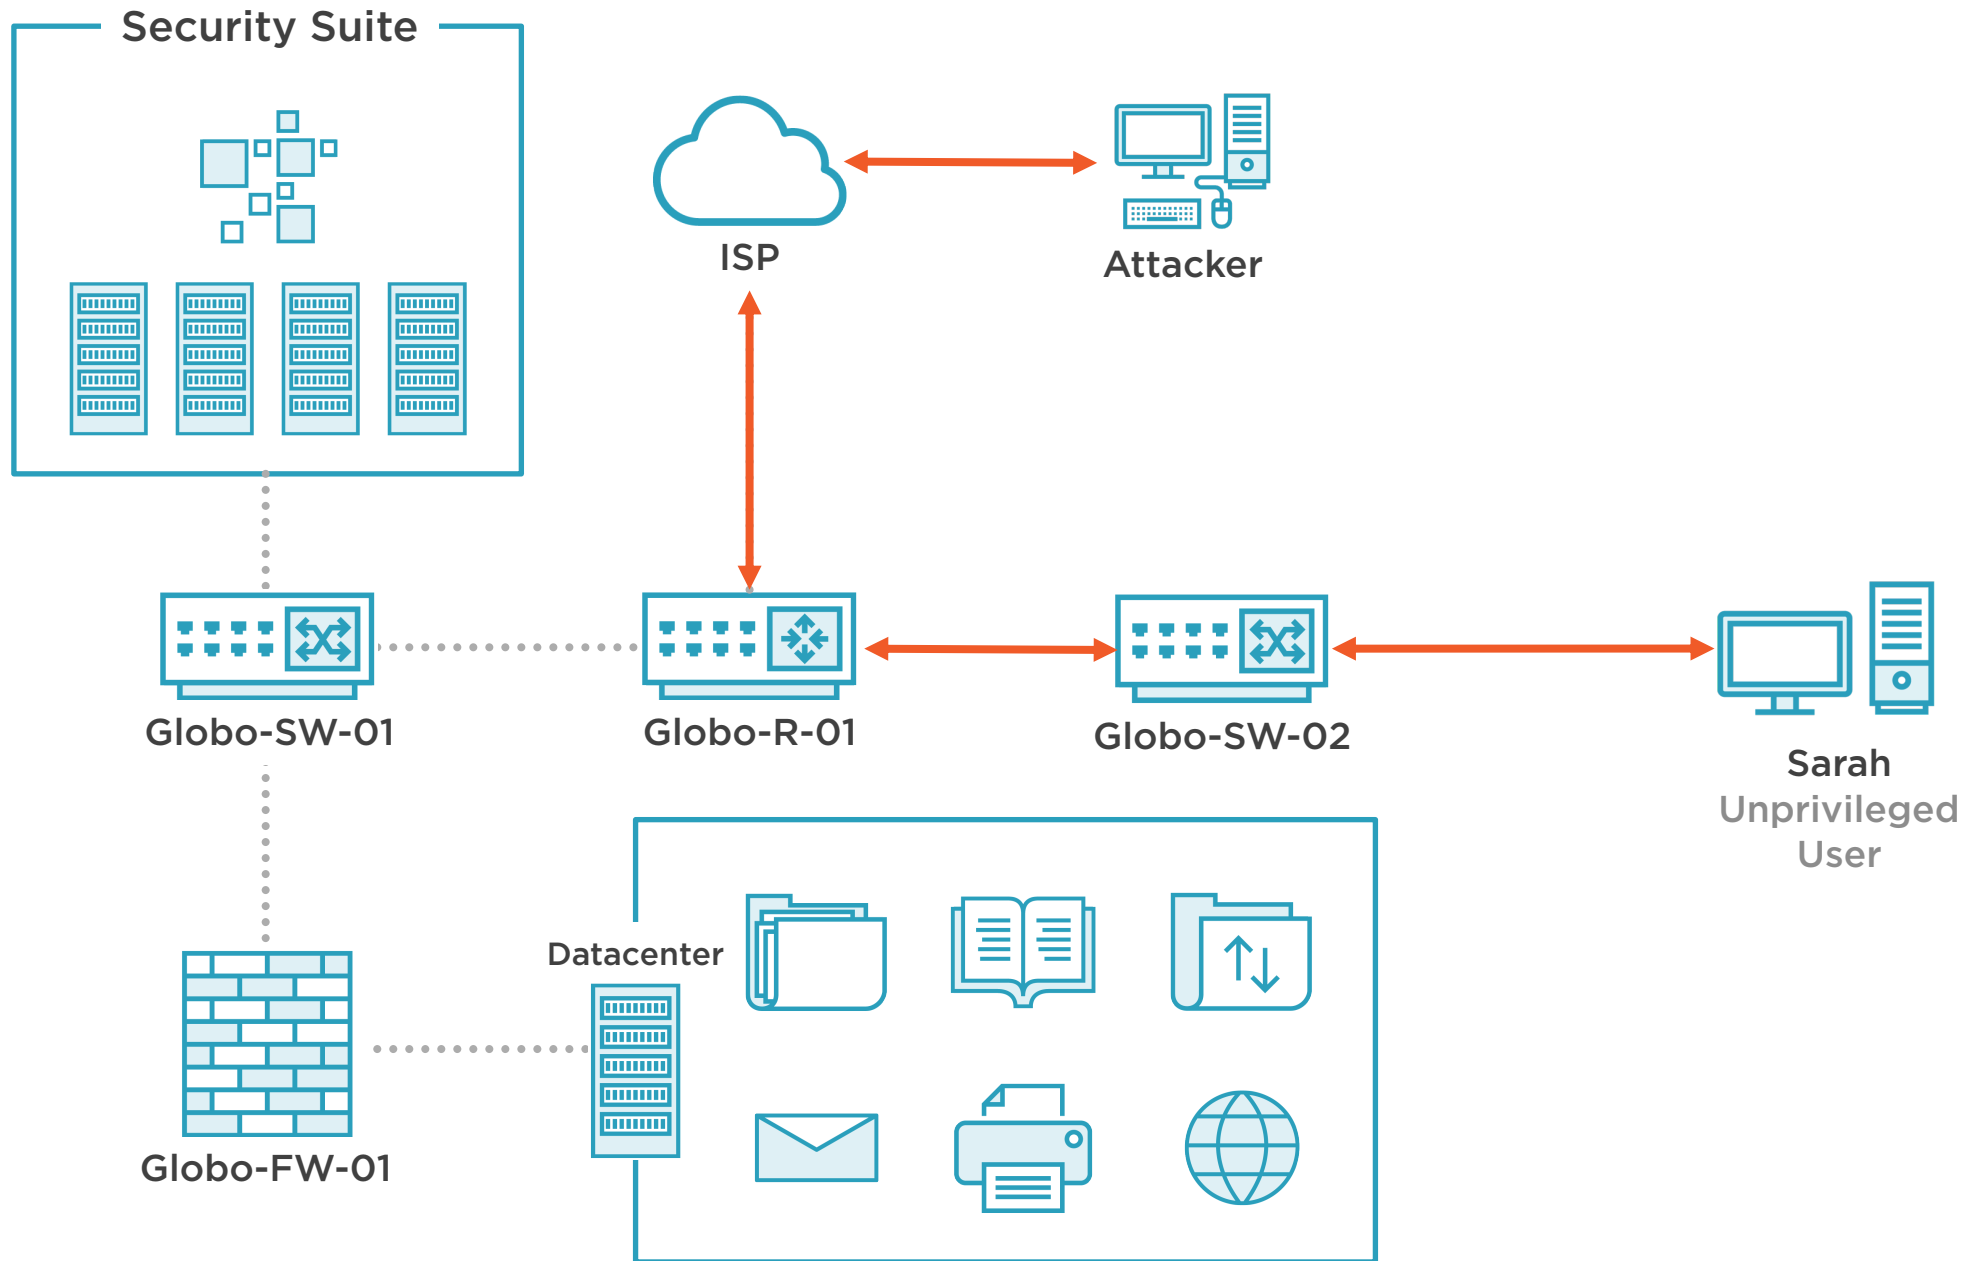 Security Suite
ISP
Attacker
Globo-SW-01
Globo-R-01
Globo-SW-02
Sarah
Unprivileged
User
Datacenter
Globo-FW-01